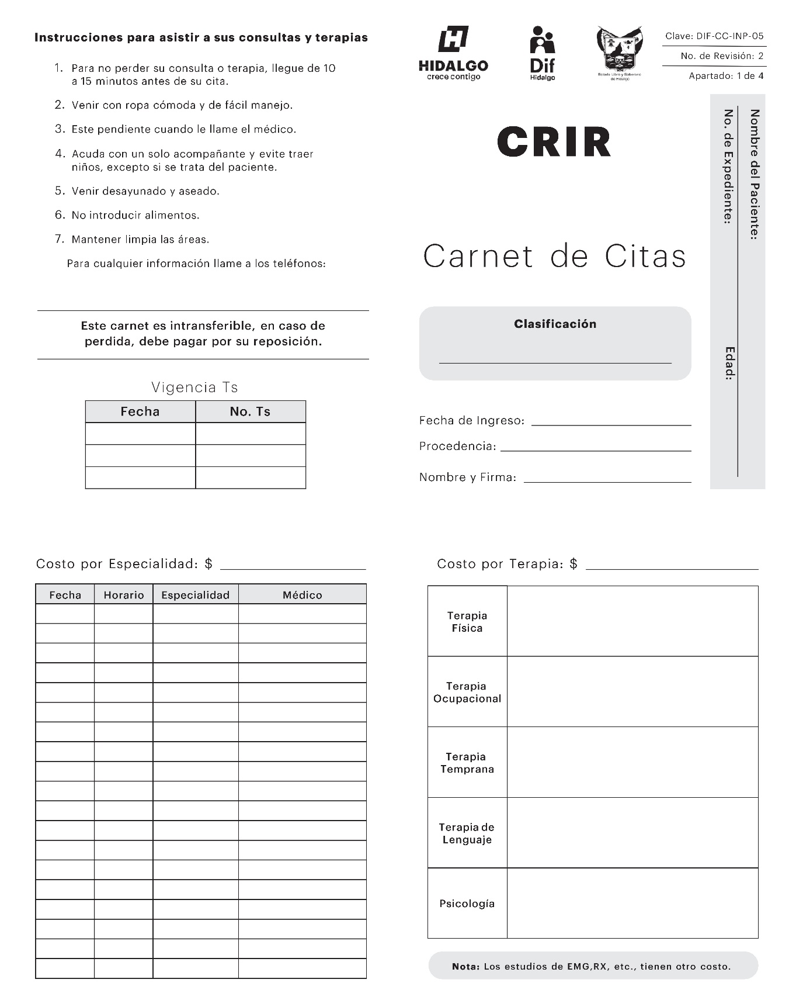 Instrucciones para asistir a sus consultas y terapias
1. Para no perder su consulta o terapia, llegue de 10
a 15 minutos antes de su cita.
2. Venir con ropa cómoda y de fácil manejo.
3. Este pendiente cuando le llame el médico.
4. Acuda con un solo acompañante y evite traer
niños, excepto si se trata del paciente.
5. Venir desayunado y aseado.
6. No introducir alimentos.
7. Mantener limpia las áreas.
Para cualquier información llame a los teléfonos:
Este carnet es intransferible, en caso de
perdida, debe pagar por su reposición.
Vigencia Ts
Fecha No. Ts
HIDALGO
crece contigo
Dif
Hidalgo
Estado Libre y Soberano
de Hidalgo
Clave: DIF-CC-INP-05
No. de Revisión: 2
Apartado: 1 de 4
CRIR
Carnet de Citas
Clasificación
Fecha de Ingreso:
Procedencia:
Nombre y Firma:
Nombre del Paciente:
No. de Expediente: Edad:
Costo por Especialidad: $
Fecha Horario Especialidad Médico
Costo por Terapia: $
Terapia
Física
Terapia
Ocupacional
Terapia
Temprana
Terapia de
Lenguaje
Psicología
Nota: Los estudios de EMG,RX, etc., tienen otro costo.